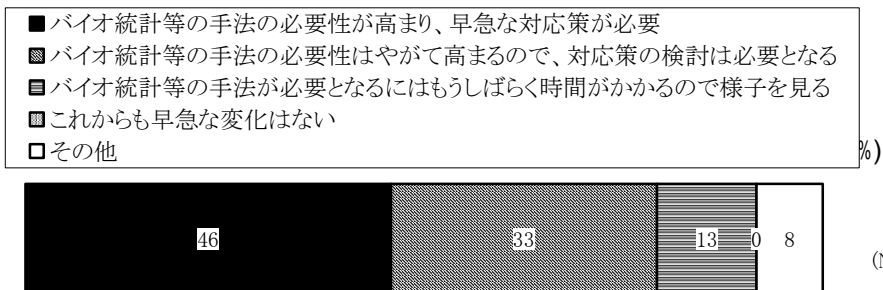 ■バイオ統計等の手法の必要性が高まり、早急な対応策が必要
バイオ統計等の手法の必要性はやがて高まるので、対応策の検討は必要となる
バイオ統計等の手法が必要となるにはもうしばらく時間がかかるので様子を見る
これからも早急な変化はない
その他
%)
46 33 13 0 8
(N